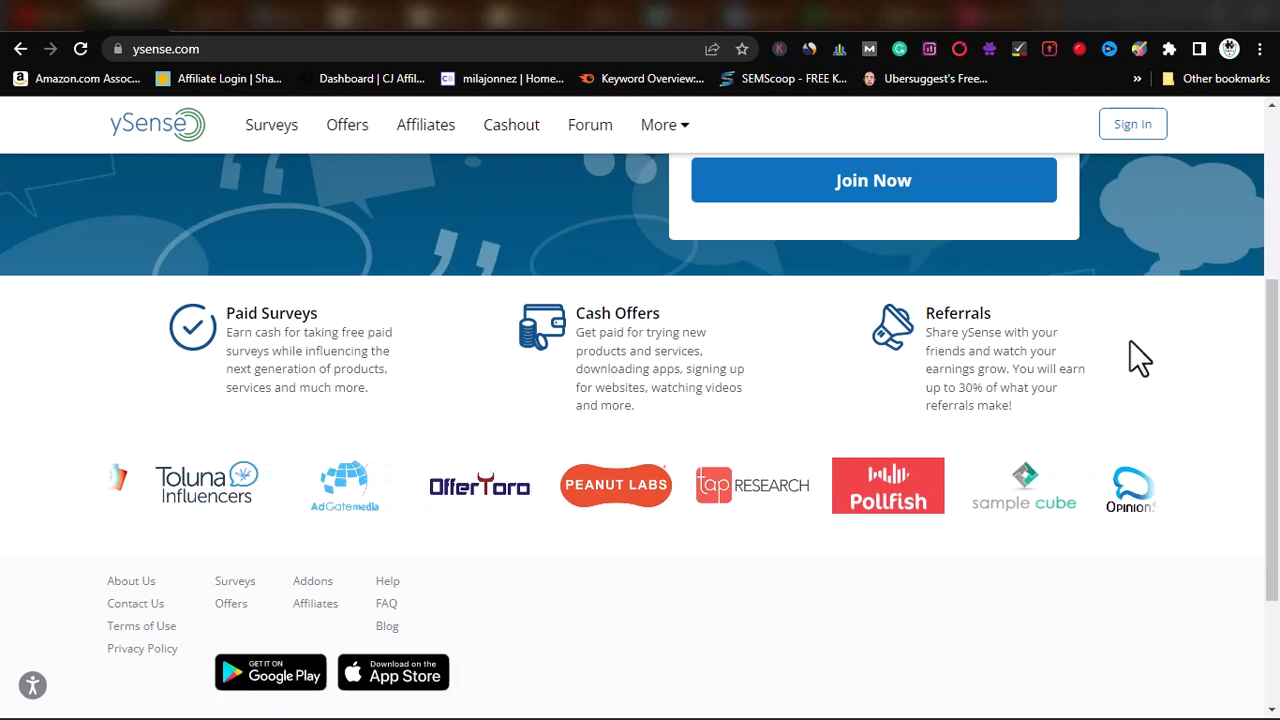 ysense.com
Amazon.com Assoc...
Affiliate Login | Sha...
Dashboard | CJ Affil...
CB
milajonnez | Home...
Keyword Overview:...
SEMScoop - FREE K...
Ubersuggest's Free...
»
Other bookmarks
ySense
Surveys
Offers
Affiliates
Cashout
Forum
More
Sign In
Join Now
Paid Surveys
Earn cash for taking free paid
surveys while influencing the
next generation of products,
services and much more.
Cash Offers
Get paid for trying new
products and services,
downloading apps, signing up
for websites, watching videos
and more.
Referrals
Share ySense with your
friends and watch your
earnings grow. You will earn
up to 30% of what your
referrals make!
Toluna
Influencers
AdGatemedia
OfferToro
PEANUT LABS
tap RESEARCH
Pollfish
sample cube
OPINIONS
About Us
Surveys
Addons
Help
Contact Us
Offers
Affiliates
FAQ
Terms of Use
Blog
Privacy Policy
GET IT ON
Google Play
Download on the
App Store